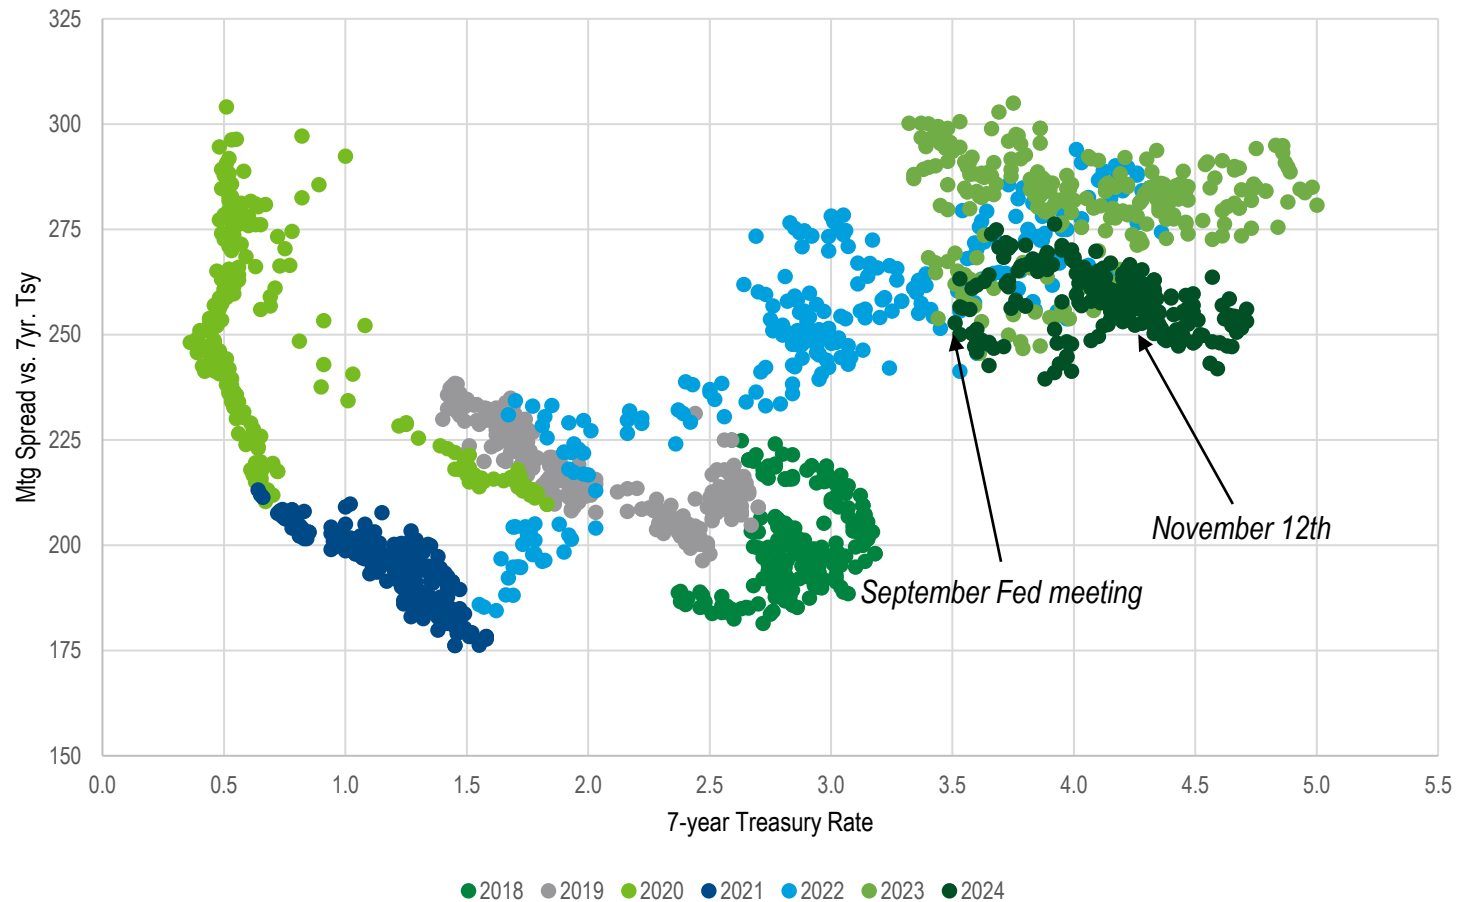 325
300
275
250
225
200
175
150
Mtg Spread vs. 7yr. Tsy
November 12th
September Fed meeting
0.0 0.5 1.0 1.5 2.0 2.5 3.0 3.5 4.0 4.5 5.0 5.5
7-year Treasury Rate
2018 2019 2020 2021 2022 2023 2024